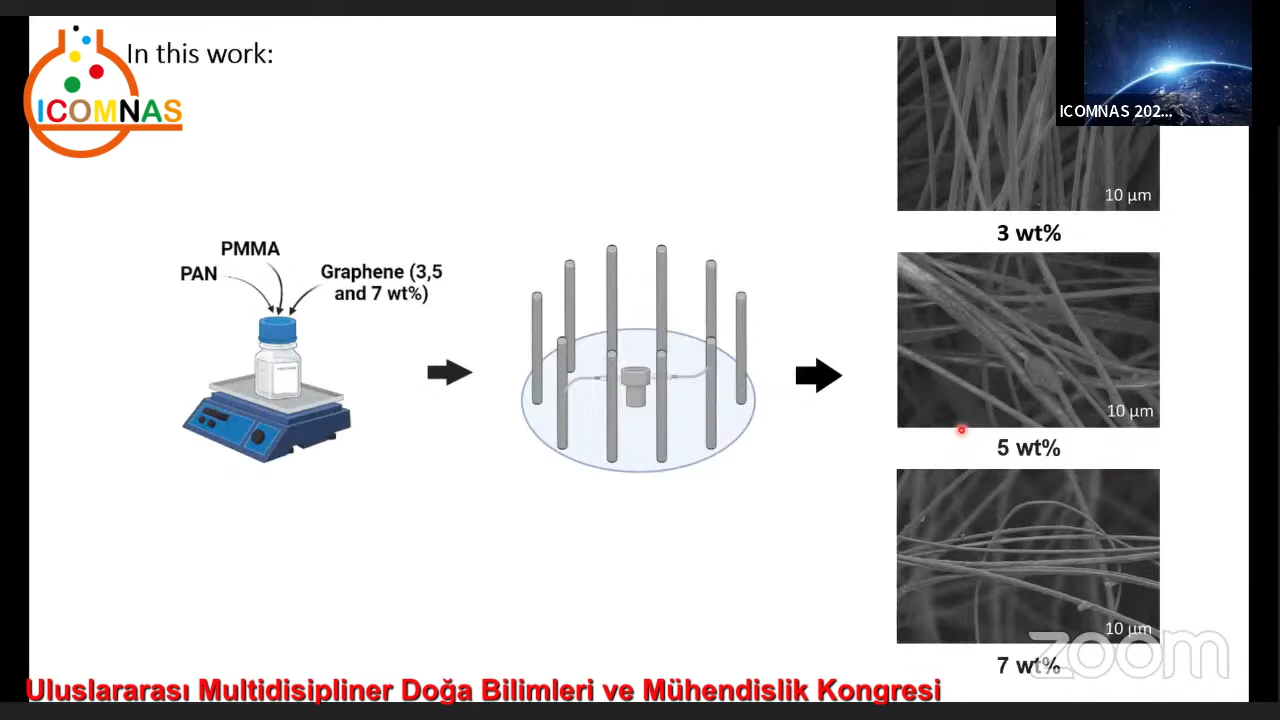 In this work:
ICOMNAS
ICOMNAS 202...
PMMA
PAN
Graphene (3,5
and 7 wt%)
10 µm
3 wt%
10 µm
5 wt%
10 µm
7 wt%
zoom
Uluslararası Multidisipliner Doğa Bilimleri ve Mühendislik Kongresi